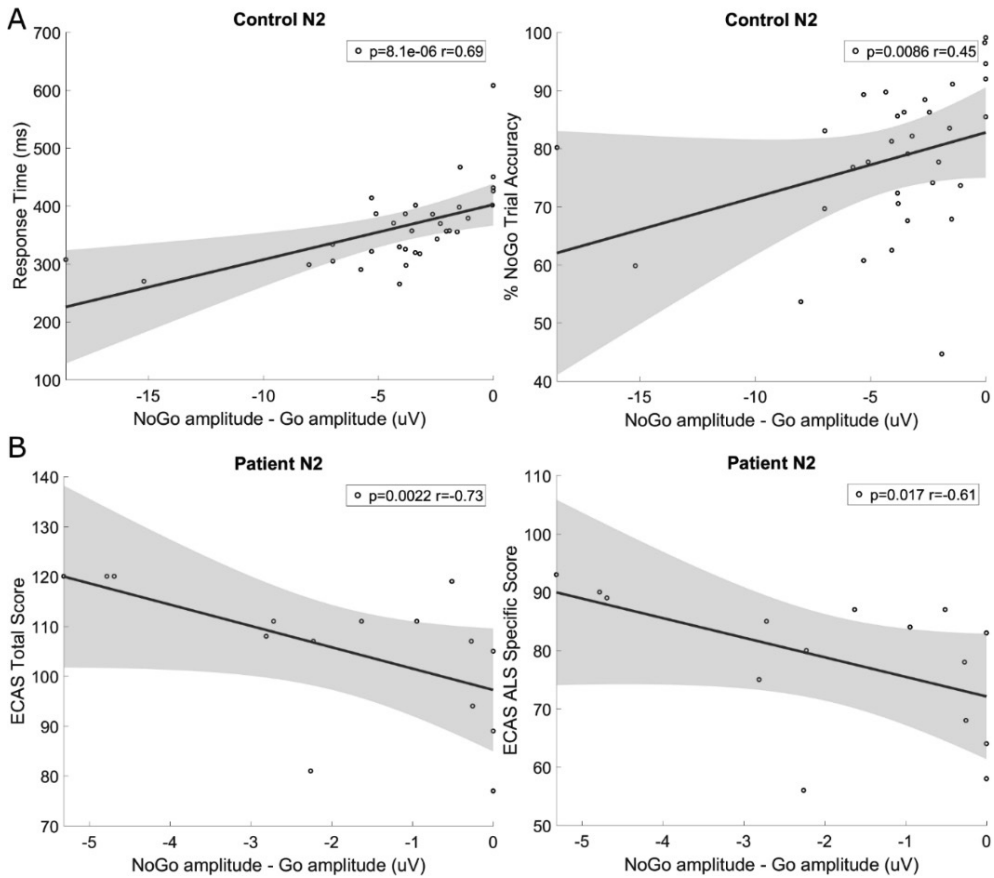 A
Control N2
p=8.1e-06 r=0.69
Response Time (ms)
700
600
500
400
300
200
100
-15
-10
-5
0
NoGo amplitude - Go amplitude (uV)
Control N2
p=0.0086 r=0.45
% NoGo Trial Accuracy
100
90
80
70
60
50
40
-15
-10
-5
0
NoGo amplitude - Go amplitude (uV)
B
Patient N2
p=0.0022 r=-0.73
ECAS Total Score
140
130
120
110
100
90
80
70
-5
-4
-3
-2
-1
0
NoGo amplitude - Go amplitude (uV)
Patient N2
p=0.017 r=-0.61
ECAS ALS Specific Score
110
100
90
80
70
60
50
-5
-4
-3
-2
-1
0
NoGo amplitude - Go amplitude (uV)